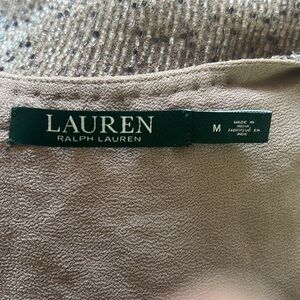 LAUREN
RALPH LAUREN
M
MADE IN
INDIA
FABRIQUÉ EN
INDE